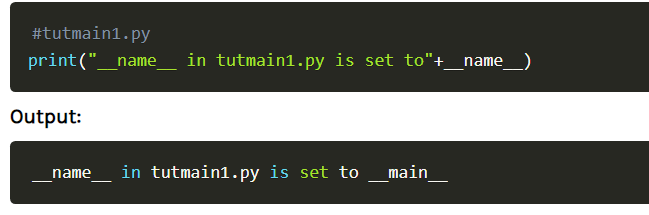 #tutmain1.py
print("__name__ in tutmain1.py is set to"+__name__)
Output:
__name__ in tutmain1.py is set to __main__